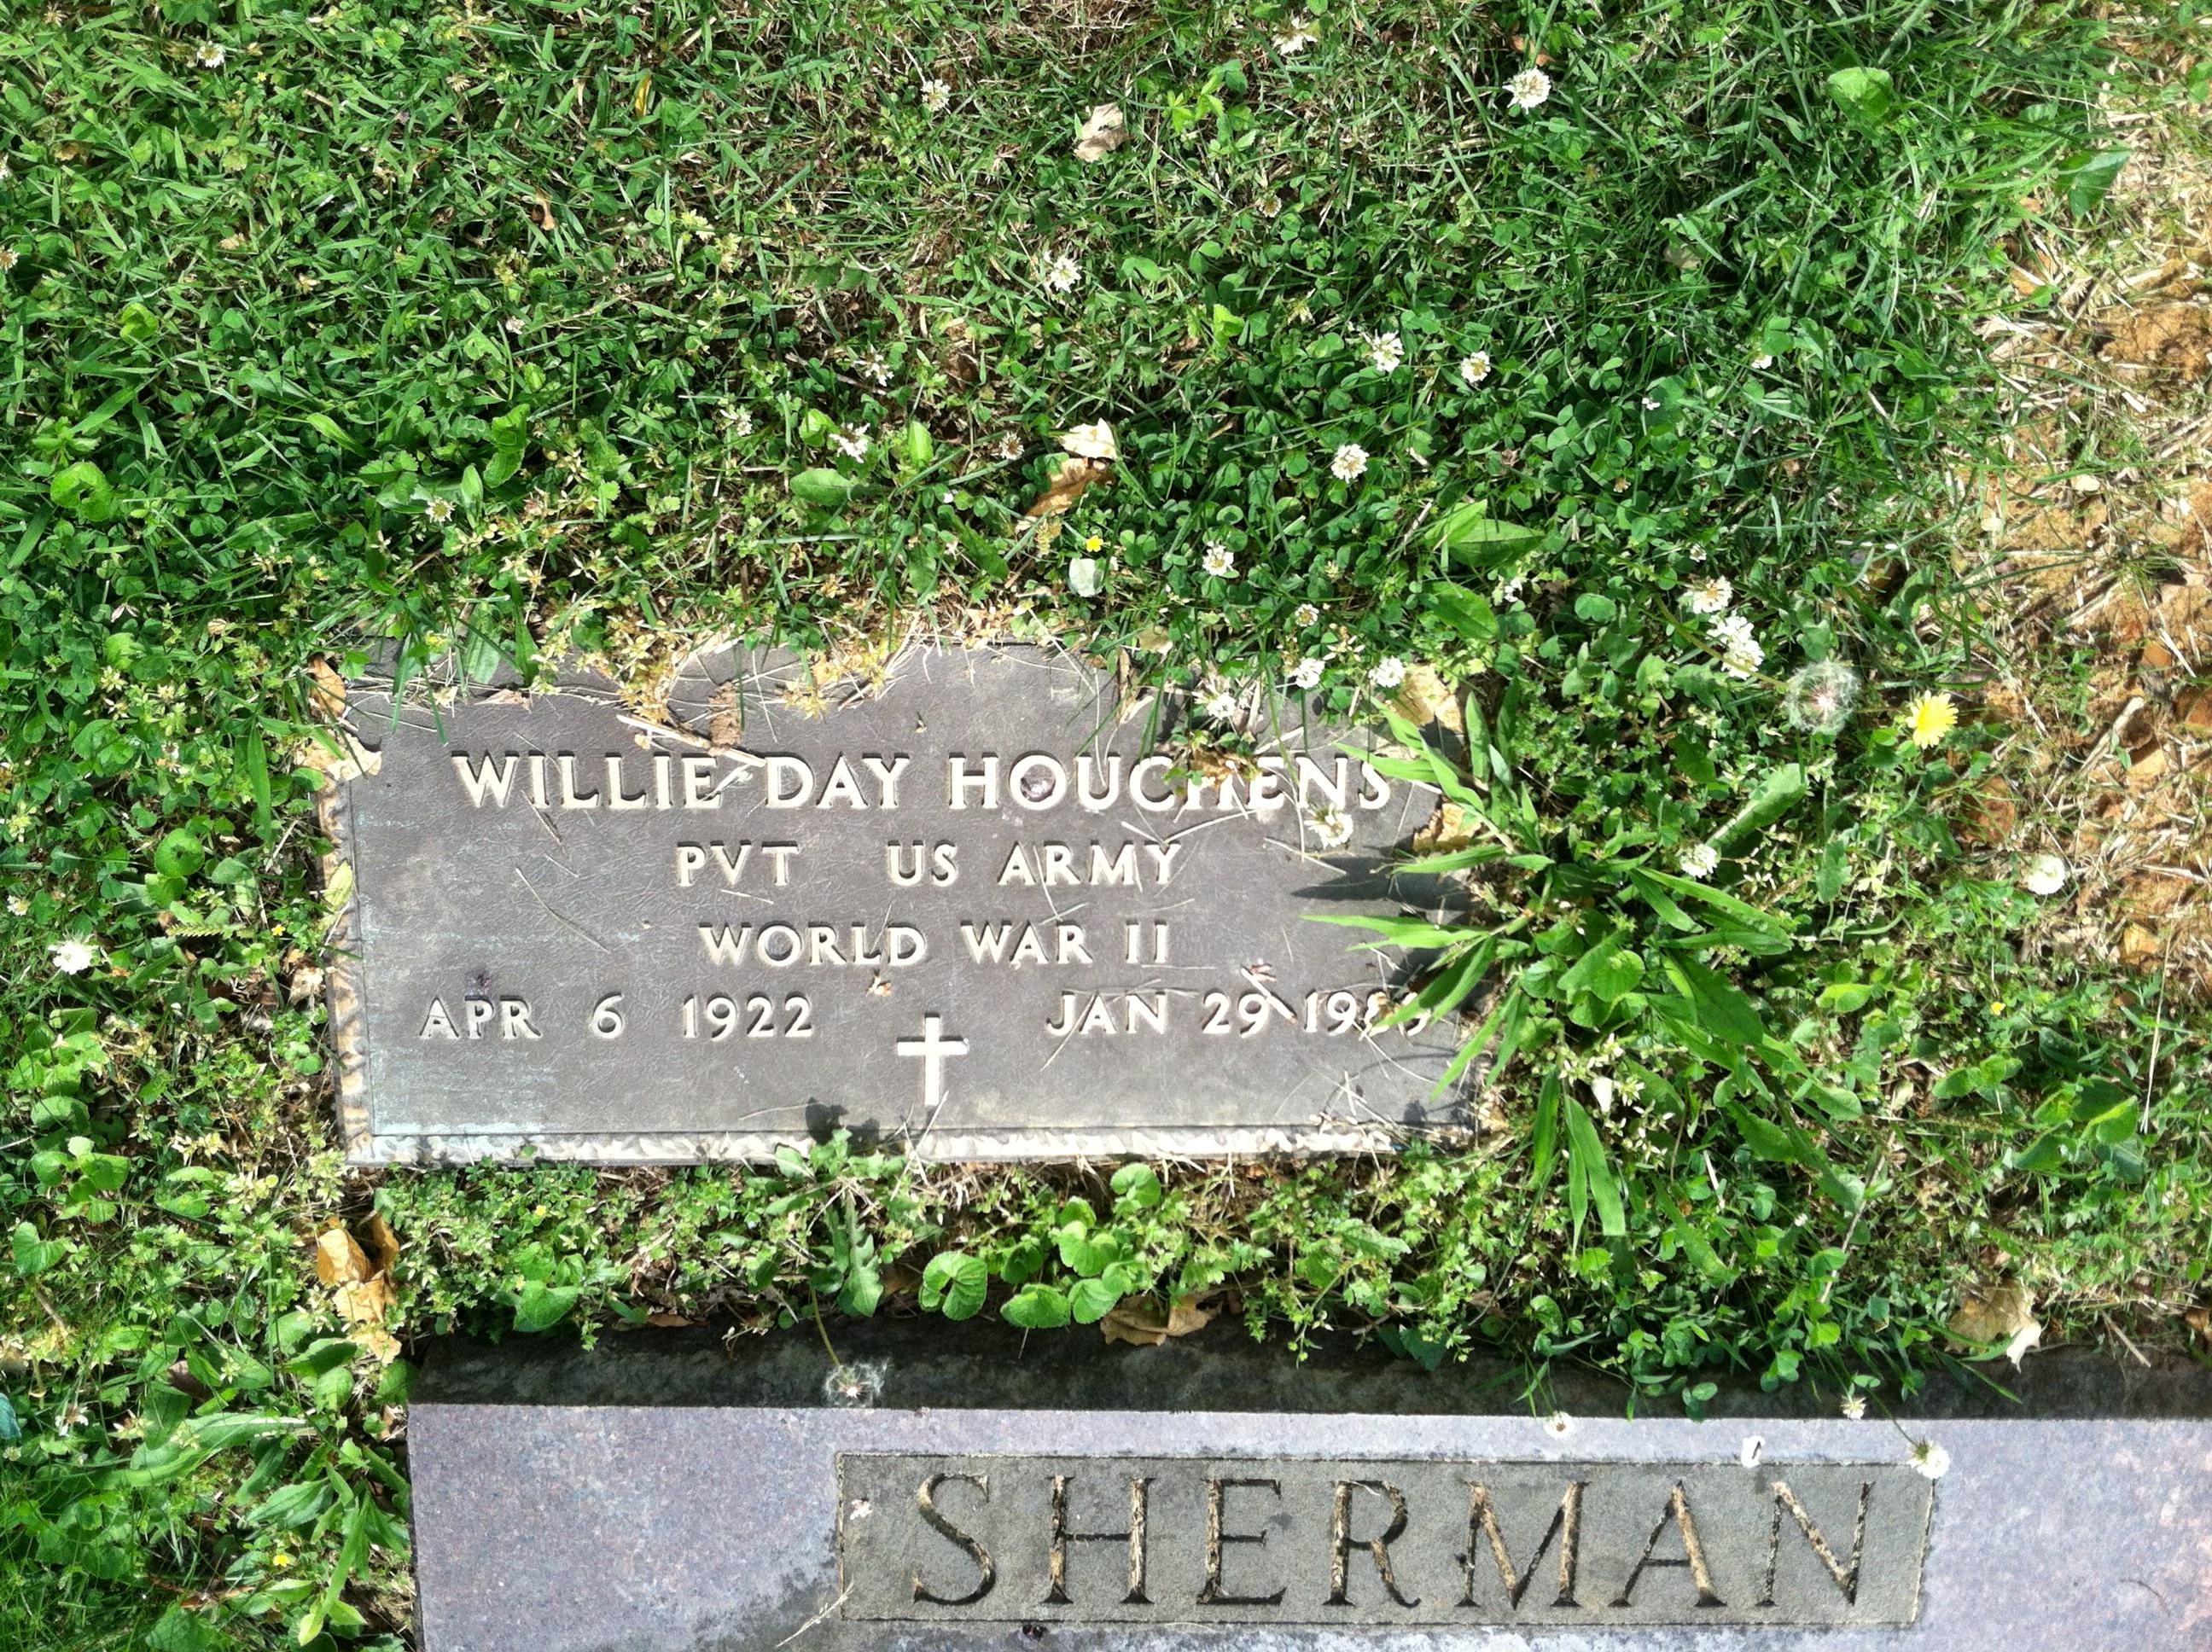 WILLIE DAY HOUCHENS
PVT US ARMY
WORLD WAR II
APR 6 1922 JAN 29
SHERMAN